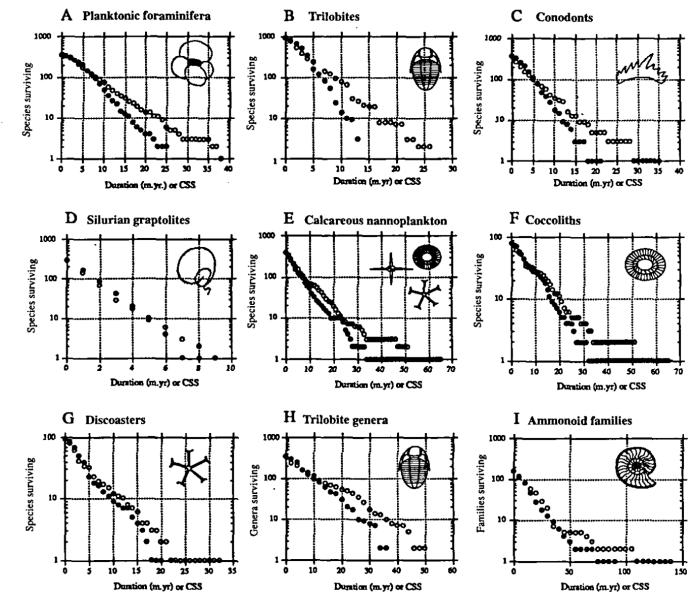 A Planktonic foraminifera
Species surviving
1000
100
10
1
0 5 10 15 20 25 30 35 40
Duration (m.yr.) or CSS
B Trilobites
Species surviving
1000
100
10
1
0 5 10 15 20 25 30
Duration (m.yr) or CSS
C Conodonts
Species surviving
1000
100
10
1
0 5 10 15 20 25 30 35 40
Duration (m.yr) or CSS
D Silurian graptolites
Species surviving
1000
100
10
1
0 2 4 6 8 10
Duration (m.yr) or CSS
E Calcareous nannoplankton
Species surviving
1000
100
10
1
0 10 20 30 40 50 60 70
Duration (m.yr) or CSS
F Coccoliths
Species surviving
100
10
1
0 10 20 30 40 50 60 70
Duration (m.yr) or CSS
G Discoasters
Species surviving
100
10
1
0 5 10 15 20 25 30 35
Duration (m.yr) or CSS
H Trilobite genera
Genera surviving
1000
100
10
1
0 10 20 30 40 50 60
Duration (m.yr) or CSS
I Ammonoid families
Families surviving
1000
100
10
1
0 50 100 150
Duration (m.yr) or CSS